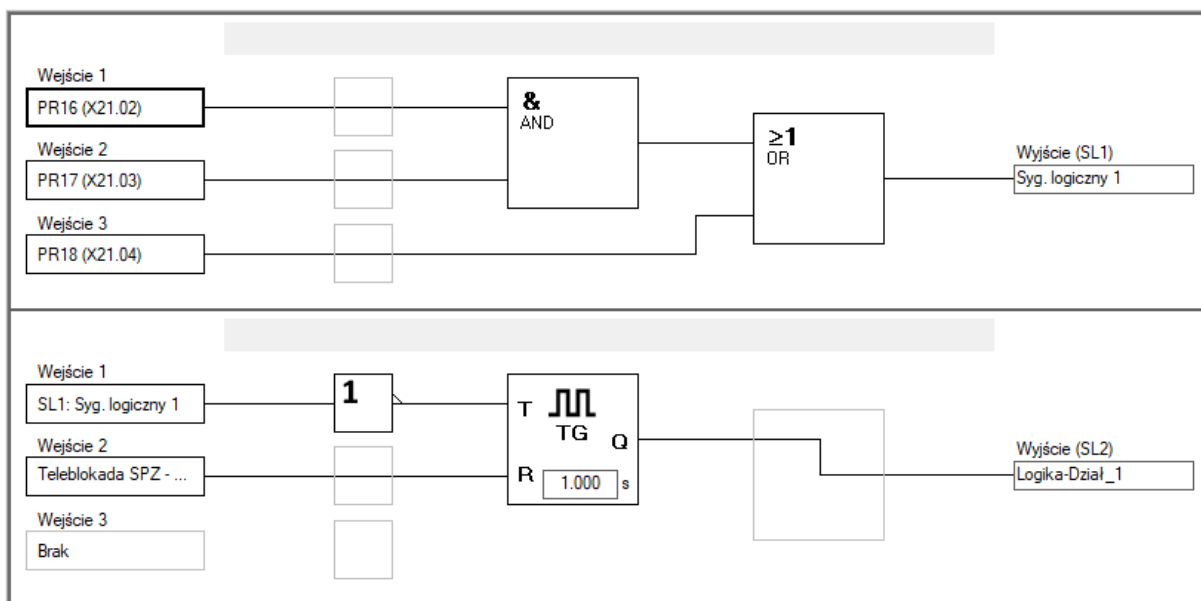 Wejście 1
PR16 (X21.02)
Wejście 2
PR17 (X21.03)
Wejście 3
PR18 (X21.04)
&
AND
≥1
OR
Wyjście (SL1)
Syg. logiczny 1
Wejście 1
SL1: Syg. logiczny 1
Wejście 2
Teleblokada SPZ - ...
Wejście 3
Brak
1
T
TG
Q
R
1.000 s
Wyjście (SL2)
Logika-Dział_1